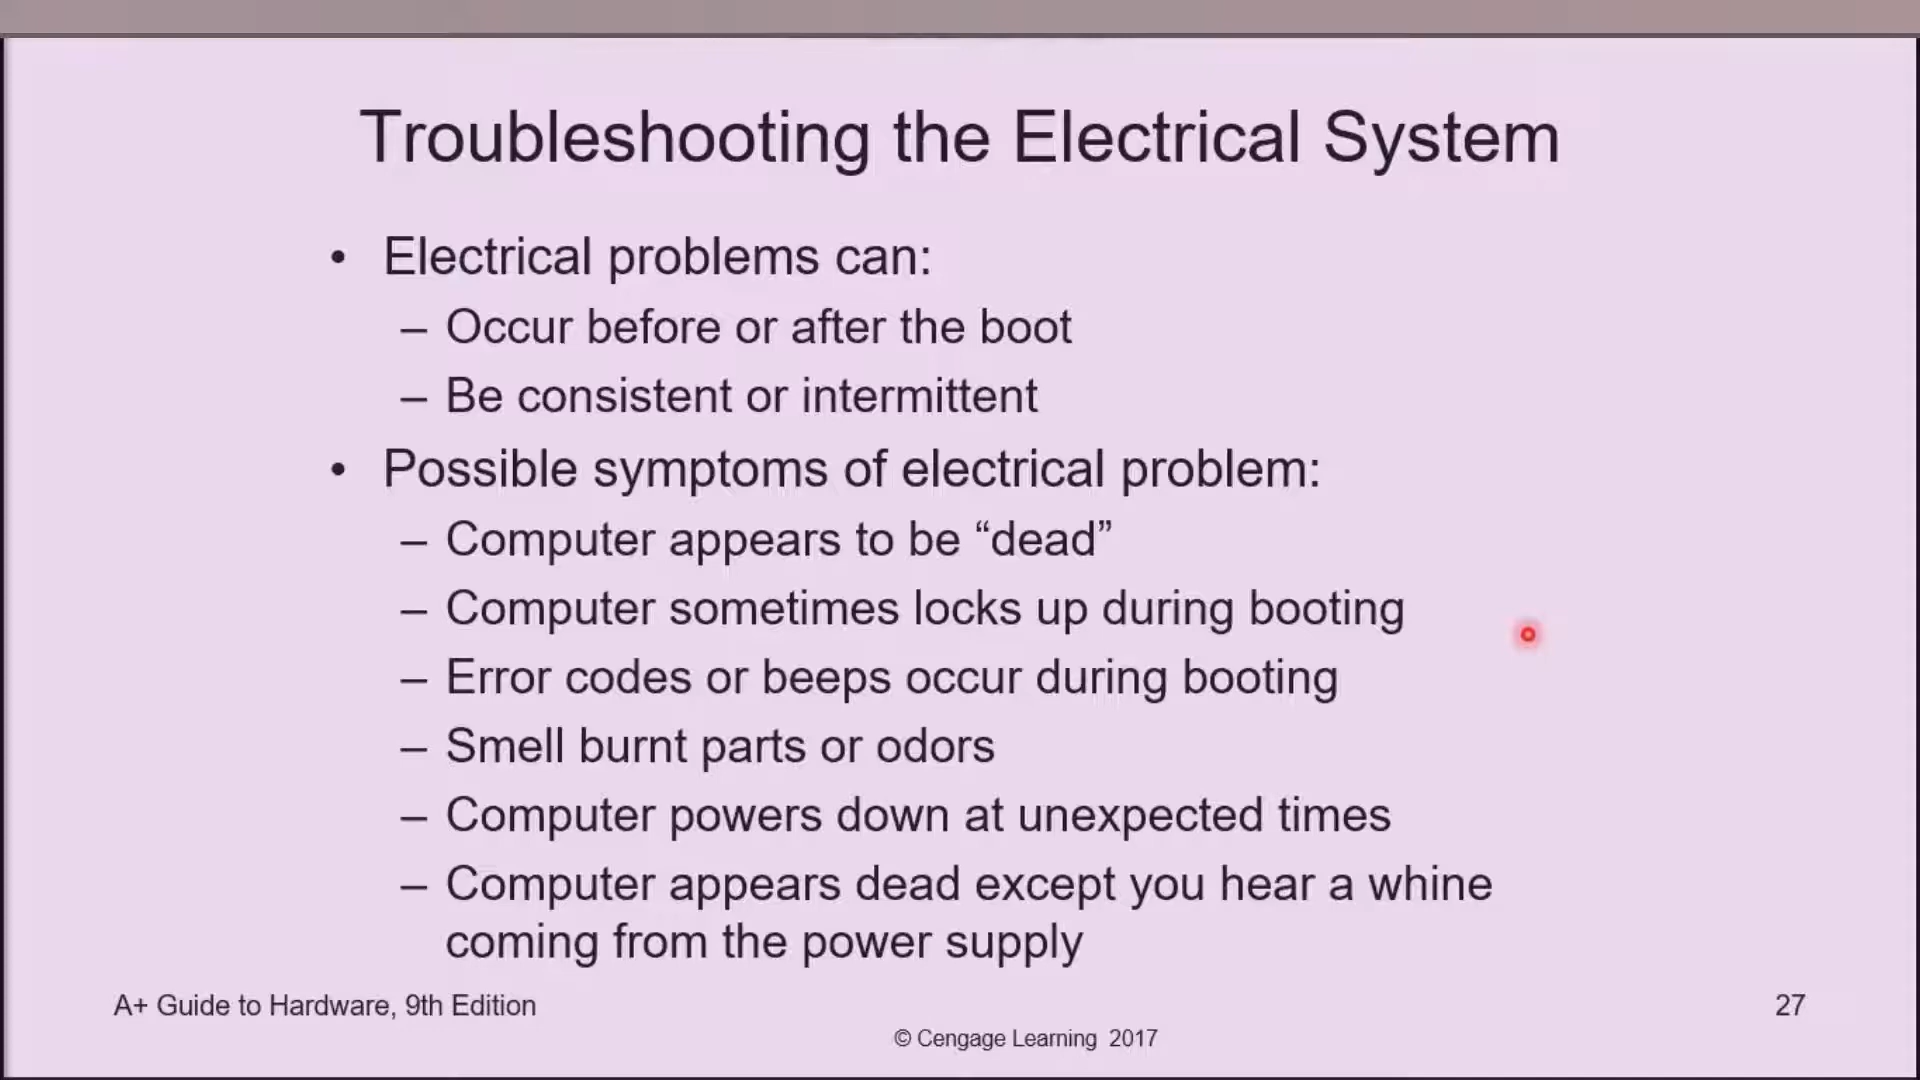 Troubleshooting the Electrical System
• Electrical problems can:
– Occur before or after the boot
– Be consistent or intermittent
• Possible symptoms of electrical problem:
– Computer appears to be “dead”
– Computer sometimes locks up during booting
– Error codes or beeps occur during booting
– Smell burnt parts or odors
– Computer powers down at unexpected times
– Computer appears dead except you hear a whine
coming from the power supply
A+ Guide to Hardware, 9th Edition
27
© Cengage Learning 2017